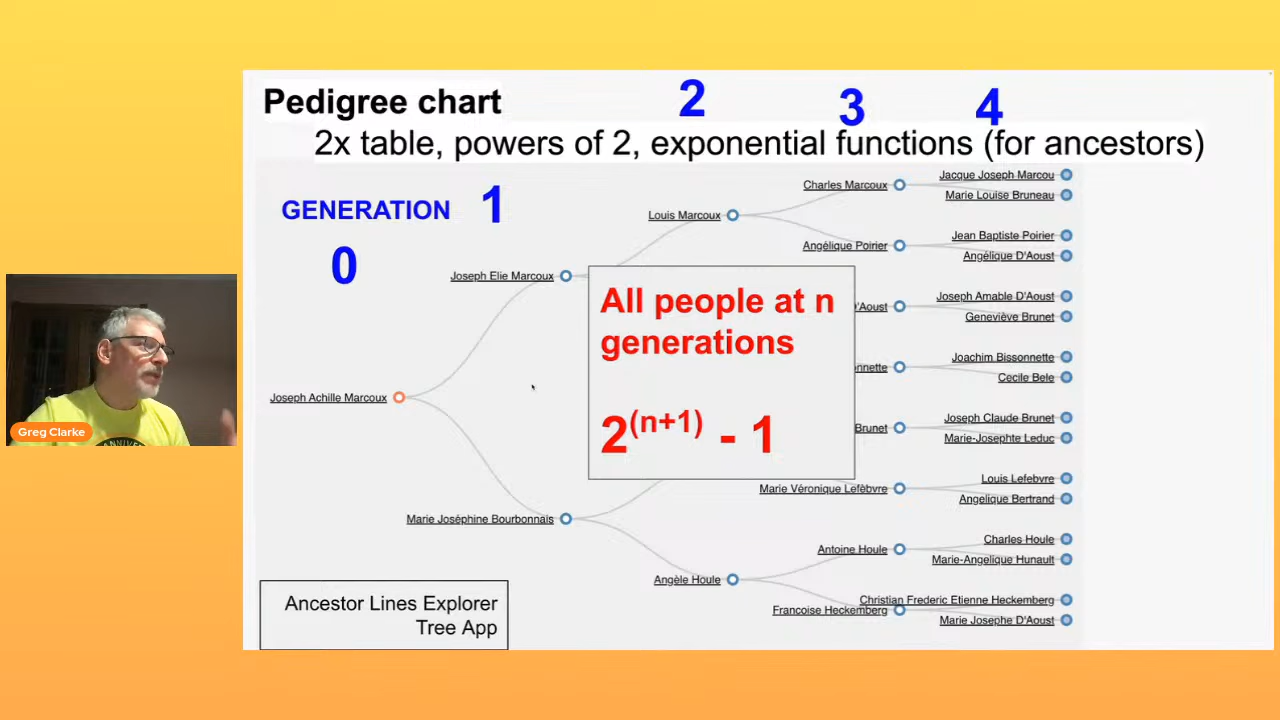 Pedigree chart
2 3 4
2x table, powers of 2, exponential functions (for ancestors)
GENERATION 1
0
Jacque Joseph Marcou
Charles Marcoux
Marie Louise Bruneau
Louis Marcoux
Jean Baptiste Poirier
Angélique Poirier
Angélique D'Aoust
Joseph Elie Marcoux
Joseph Amable D'Aoust
D'Aoust
Geneviève Brunet
Joachim Bissonnette
Cecile Bele
Joseph Achille Marcoux
Joseph Claude Brunet
Brunet
Marie-Josephte Leduc
Louis Lefebvre
Marie Véronique Lefèbvre
Angelique Bertrand
Marie Joséphine Bourbonnais
Charles Houle
Antoine Houle
Marie-Angelique Hunault
Angèle Houle
Christian Frederic Etienne Heckemberg
Francoise Heckemberg
Marie Josephe D'Aoust
All people at n
generations
2(n+1) - 1
Ancestor Lines Explorer
Tree App
Greg Clarke